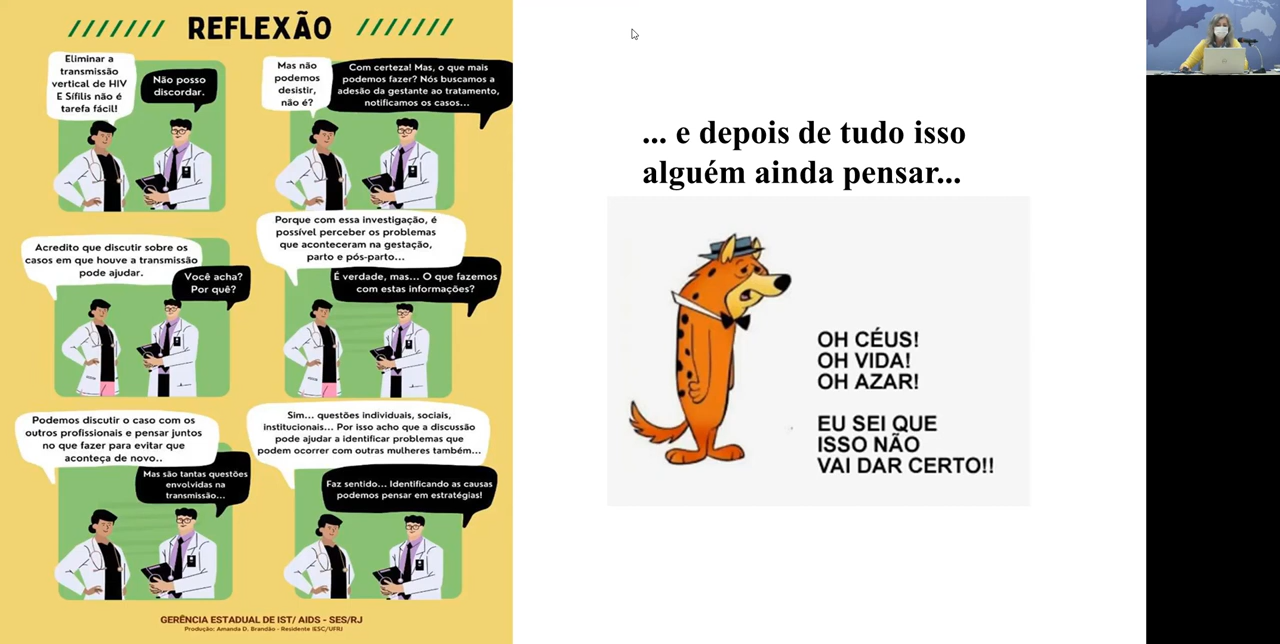 REFLEXÃO
Eliminar a
transmissão
vertical de HIV
E Sífilis não é
tarefa fácil!
Não posso
discordar.
Mas não
podemos
desistir,
não é?
Com certeza! Mas, o que mais
podemos fazer? Nós buscamos a
adesão da gestante ao tratamento,
notificamos os casos...
Acredito que discutir sobre os
casos em que houve a transmissão
pode ajudar.
Você acha?
Por quê?
Porque com essa investigação, é
possível perceber os problemas
que aconteceram na gestação,
parto e pós-parto...
É verdade, mas... O que fazemos
com estas informações?
Podemos discutir o caso com os
outros profissionais e pensar juntos
no que fazer para evitar que
aconteça de novo..
Mas são tantas questões
envolvidas na
transmissão...
Sim... questões individuais, sociais,
institucionais... Por isso acho que a discussão
pode ajudar a identificar problemas que
podem ocorrer com outras mulheres também...
Faz sentido... Identificando as causas
podemos pensar em estratégias!
GERÊNCIA ESTADUAL DE IST/ AIDS - SES/RJ
Produção: Amanda D. Brandão - Residente IESC/UFRJ
... e depois de tudo isso
alguém ainda pensar...
OH CÉUS!
OH VIDA!
OH AZAR!
EU SEI QUE
ISSO NÃO
VAI DAR CERTO!!